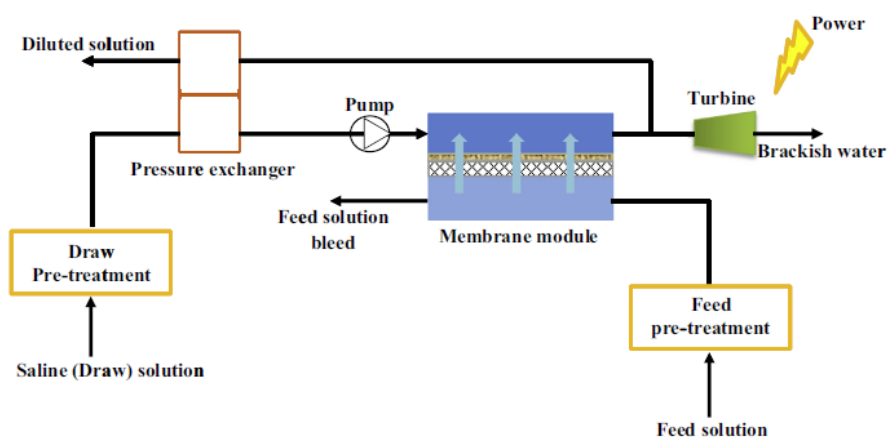 Power
Diluted solution
Turbine
Pump
Brackish water
Pressure exchanger
Feed solution
bleed
Membrane module
Draw
Pre-treatment
Feed
pre-treatment
Saline (Draw) solution
Feed solution